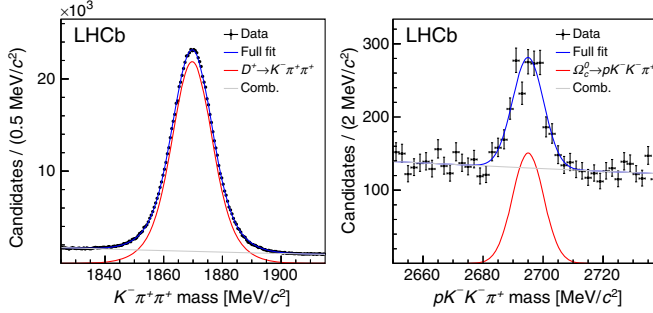 ×10³
LHCb
Data
Full fit
D⁺→K⁻π⁺π⁺
Comb.
Candidates / (0.5 MeV/c²)
20
10
1840 1860 1880 1900
K⁻π⁺π⁺ mass [MeV/c²]
LHCb
Data
Full fit
Ω_c⁰→pK⁻K⁻π⁺
Comb.
Candidates / (2 MeV/c²)
300
200
100
2660 2680 2700 2720
pK⁻K⁻π⁺ mass [MeV/c²]